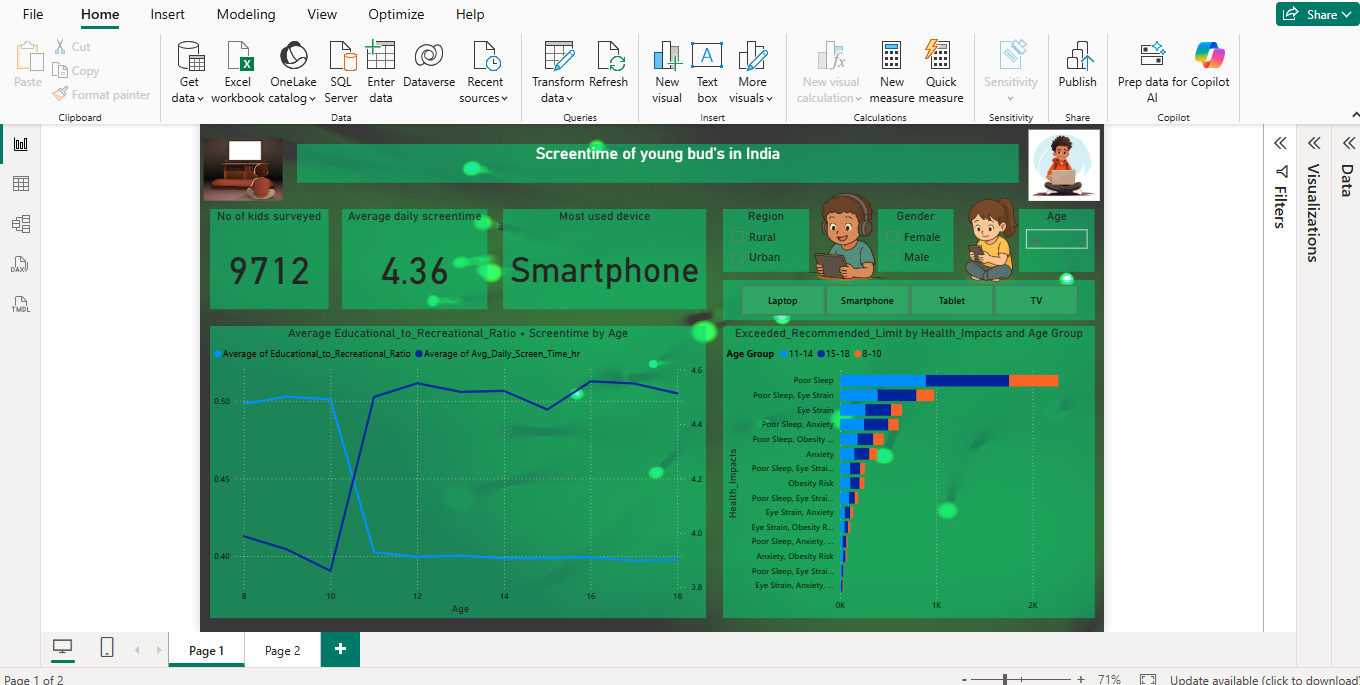 File Home Insert Modeling View Optimize Help Share
Paste
Cut
Copy
Format painter
Clipboard
Get data
Excel workbook
OneLake catalog
SQL Server
Enter data
Dataverse
Recent sources
Data
Transform data
Refresh
Queries
New visual
Text box
More visuals
Insert
New visual calculation
New measure
Quick measure
Calculations
Sensitivity
Sensitivity
Publish
Share
Prep data for AI
Copilot
Copilot
DAX
TMDL
Screentime of young bud's in India
No of kids surveyed
9712
Average daily screentime
4.36
Most used device
Smartphone
Region
Rural
Urban
Gender
Female
Male
Age
Laptop
Smartphone
Tablet
TV
Average Educational_to_Recreational_Ratio + Screentime by Age
Average of Educational_to_Recreational_Ratio Average of Avg_Daily_Screen_Time_hr
0.50
0.45
0.40
4.6
4.4
4.2
4.0
3.8
8 10 12 14 16 18
Age
Exceeded_Recommended_Limit by Health_Impacts and Age Group
Age Group 11-14 15-18 8-10
Health_Impacts
Poor Sleep
Poor Sleep, Eye Strain
Eye Strain
Poor Sleep, Anxiety
Poor Sleep, Obesity ...
Anxiety
Poor Sleep, Eye Strai...
Obesity Risk
Poor Sleep, Eye Strai...
Eye Strain, Anxiety
Eye Strain, Obesity R...
Poor Sleep, Anxiety, ...
Anxiety, Obesity Risk
Poor Sleep, Eye Strai...
Eye Strain, Anxiety, ...
0K 1K 2K
Filters
Visualizations
Data
Page 1
Page 2
+
Page 1 of 2
- + 71%
Update available (click to download)